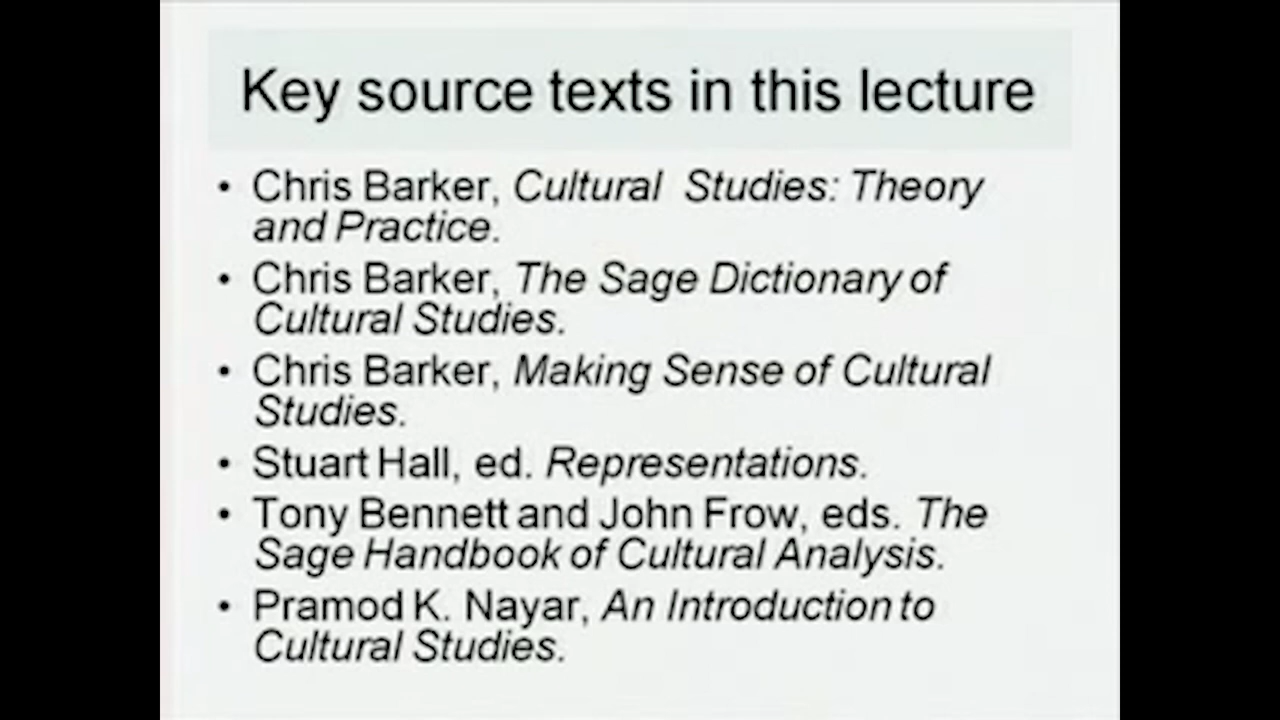 Key source texts in this lecture
• Chris Barker, Cultural Studies: Theory
and Practice.
• Chris Barker, The Sage Dictionary of
Cultural Studies.
• Chris Barker, Making Sense of Cultural
Studies.
• Stuart Hall, ed. Representations.
• Tony Bennett and John Frow, eds. The
Sage Handbook of Cultural Analysis.
• Pramod K. Nayar, An Introduction to
Cultural Studies.